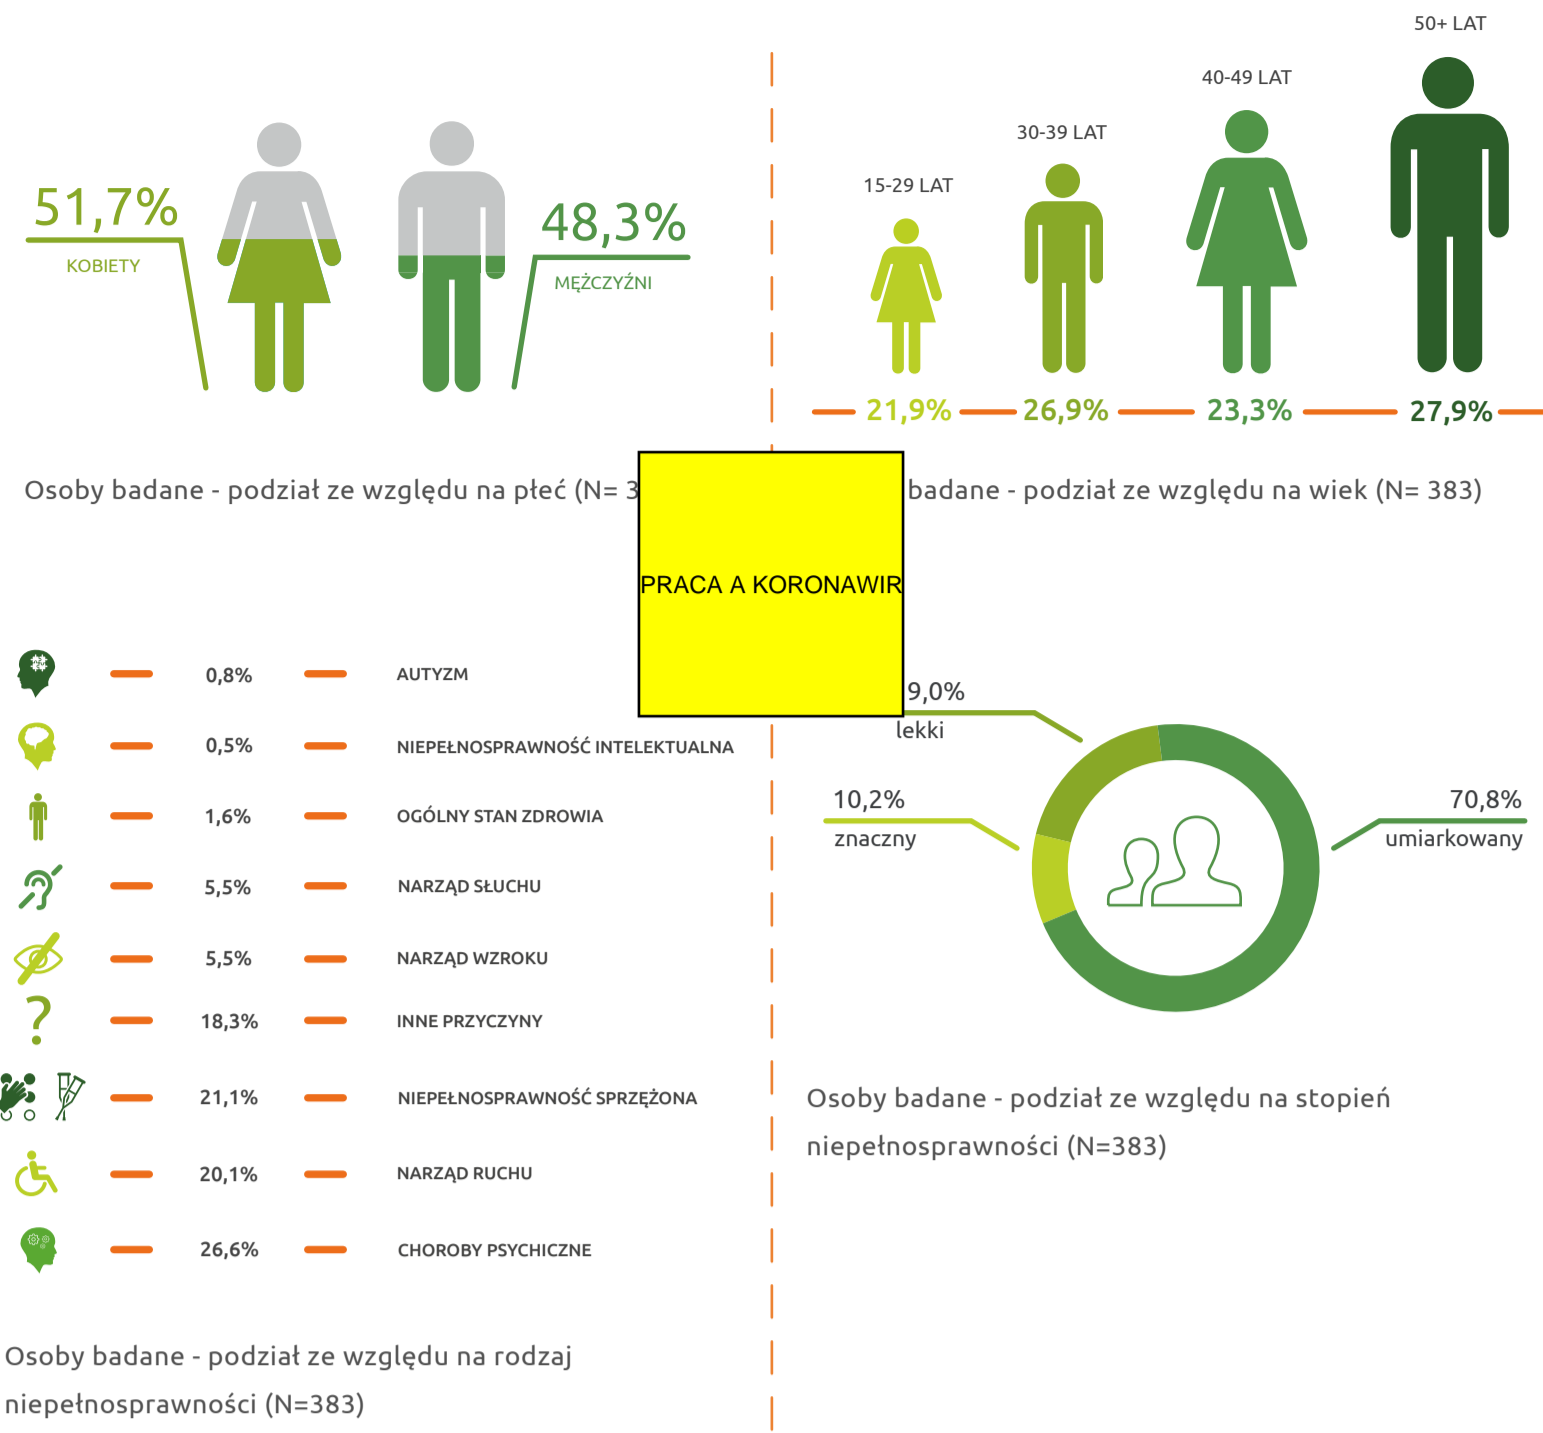 50+ LAT
40-49 LAT
30-39 LAT
15-29 LAT
51,7%
KOBIETY
48,3%
MĘŻCZYŹNI
21,9% 26,9% 23,3% 27,9%
Osoby badane - podział ze względu na płeć (N= 3
badane - podział ze względu na wiek (N= 383)
PRACA A KORONAWIR
0,8% AUTYZM
0,5% NIEPEŁNOSPRAWNOŚĆ INTELEKTUALNA
1,6% OGÓLNY STAN ZDROWIA
5,5% NARZĄD SŁUCHU
5,5% NARZĄD WZROKU
18,3% INNE PRZYCZYNY
21,1% NIEPEŁNOSPRAWNOŚĆ SPRZĘŻONA
20,1% NARZĄD RUCHU
26,6% CHOROBY PSYCHICZNE
Osoby badane - podział ze względu na rodzaj
niepełnosprawności (N=383)
9,0%
lekki
10,2%
znaczny
70,8%
umiarkowany
Osoby badane - podział ze względu na stopień
niepełnosprawności (N=383)